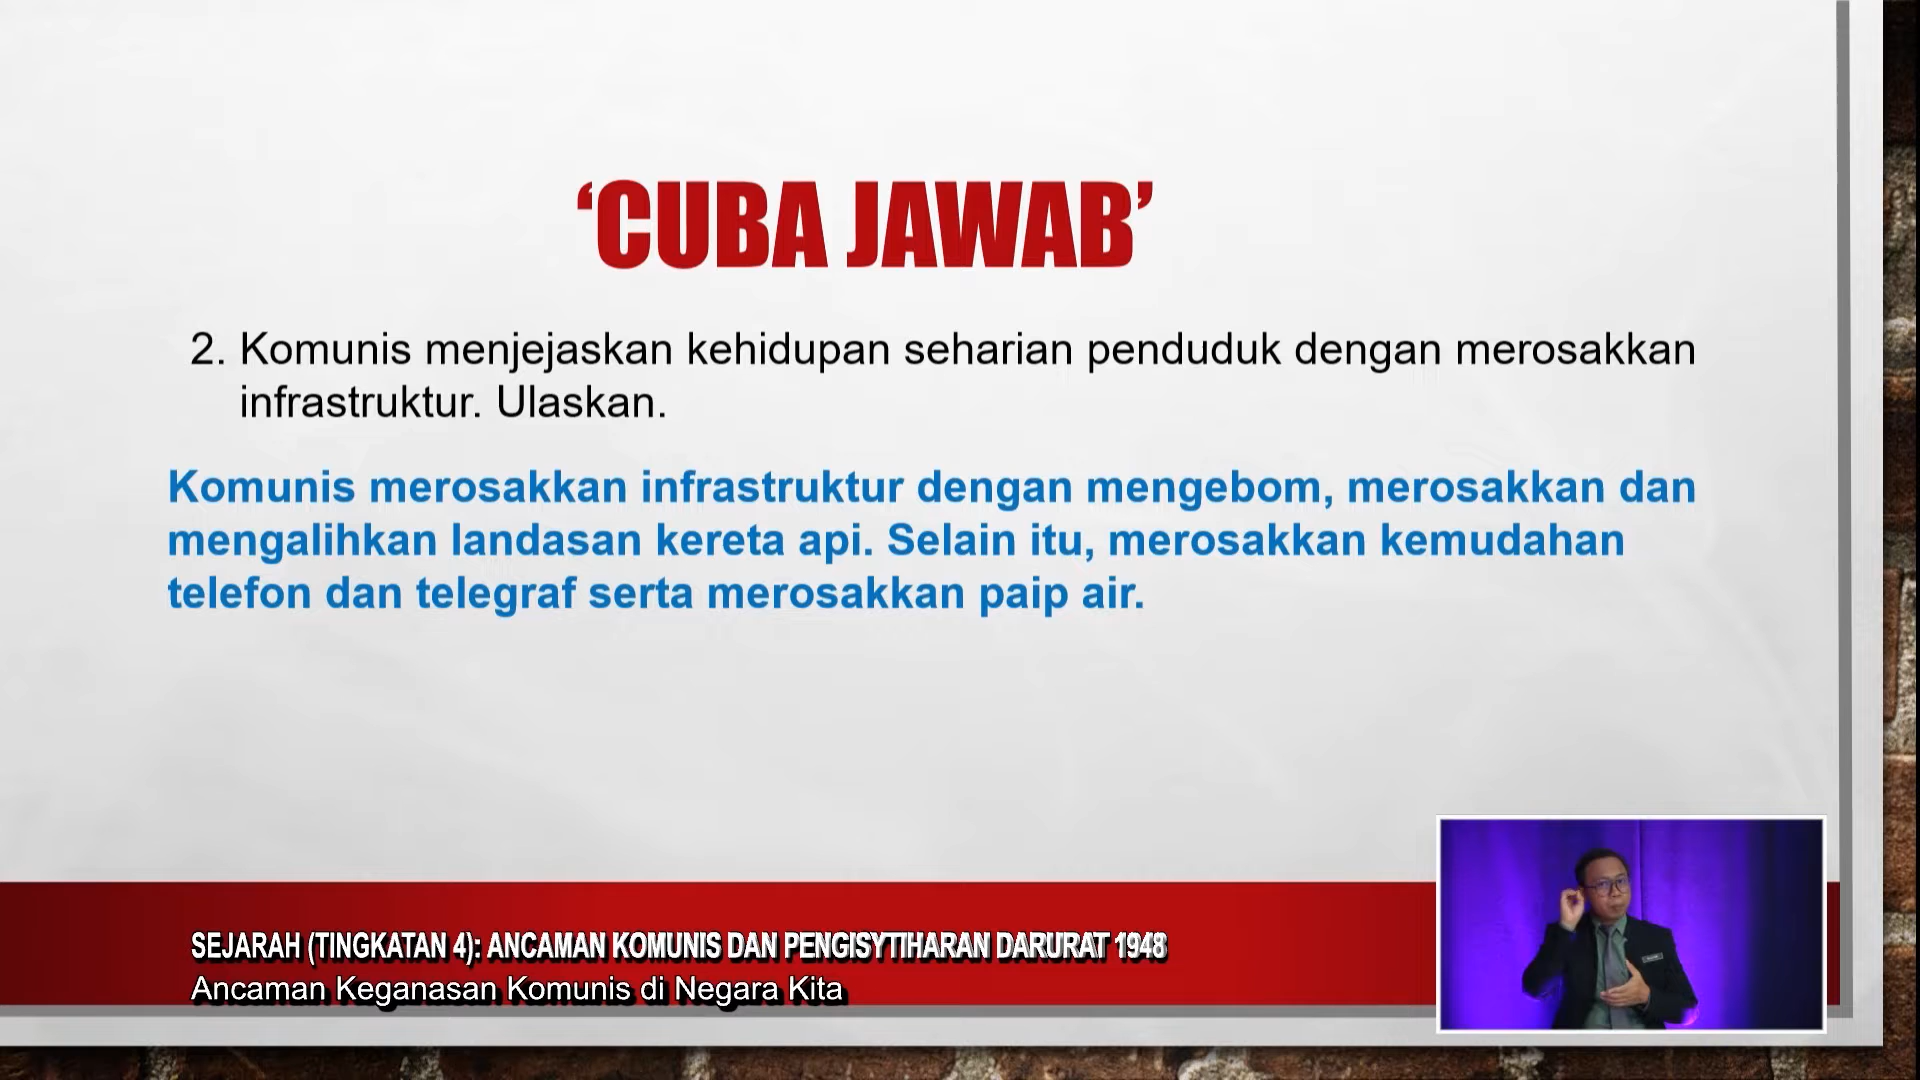 ‘CUBA JAWAB’
2. Komunis menjejaskan kehidupan seharian penduduk dengan merosakkan
infrastruktur. Ulaskan.
Komunis merosakkan infrastruktur dengan mengebom, merosakkan dan
mengalihkan landasan kereta api. Selain itu, merosakkan kemudahan
telefon dan telegraf serta merosakkan paip air.
SEJARAH (TINGKATAN 4): ANCAMAN KOMUNIS DAN PENGISYTIHARAN DARURAT 1948
Ancaman Keganasan Komunis di Negara Kita